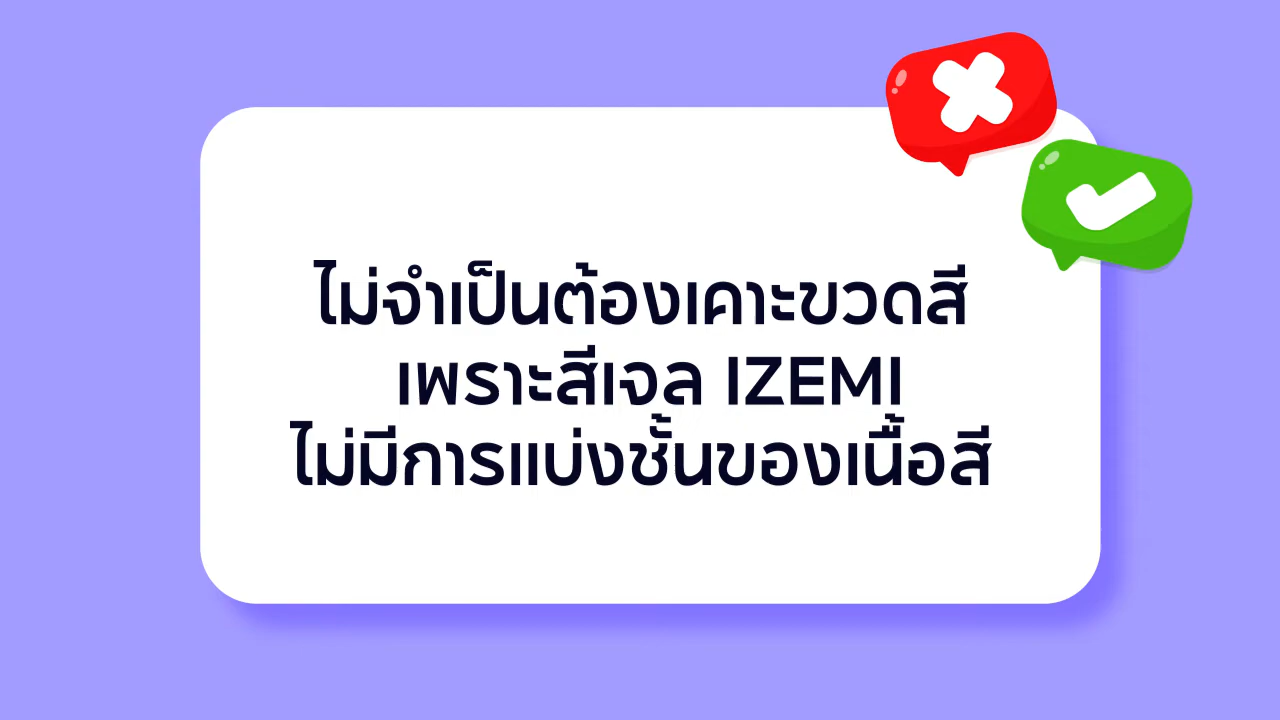 ไม่จำเป็นต้องเคาะขวดสี
เพราะสีเจล IZEMI
ไม่มีการแบ่งชั้นของเนื้อสี